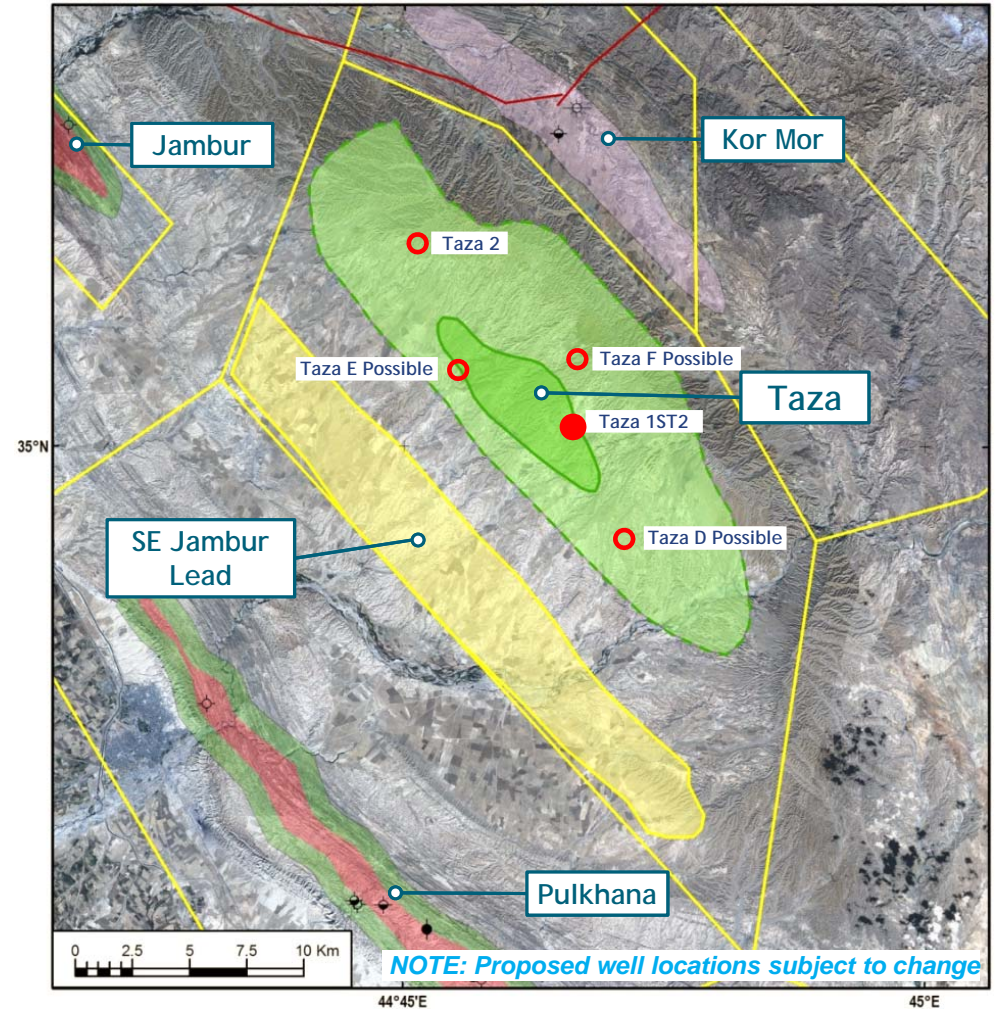 Jambur
Kor Mor
Taza 2
Taza E Possible
Taza F Possible
Taza
Taza 1ST2
35°N
SE Jambur
Lead
Taza D Possible
Pulkhana
0 2.5 5 7.5 10 Km
NOTE: Proposed well locations subject to change
44°45'E
45°E